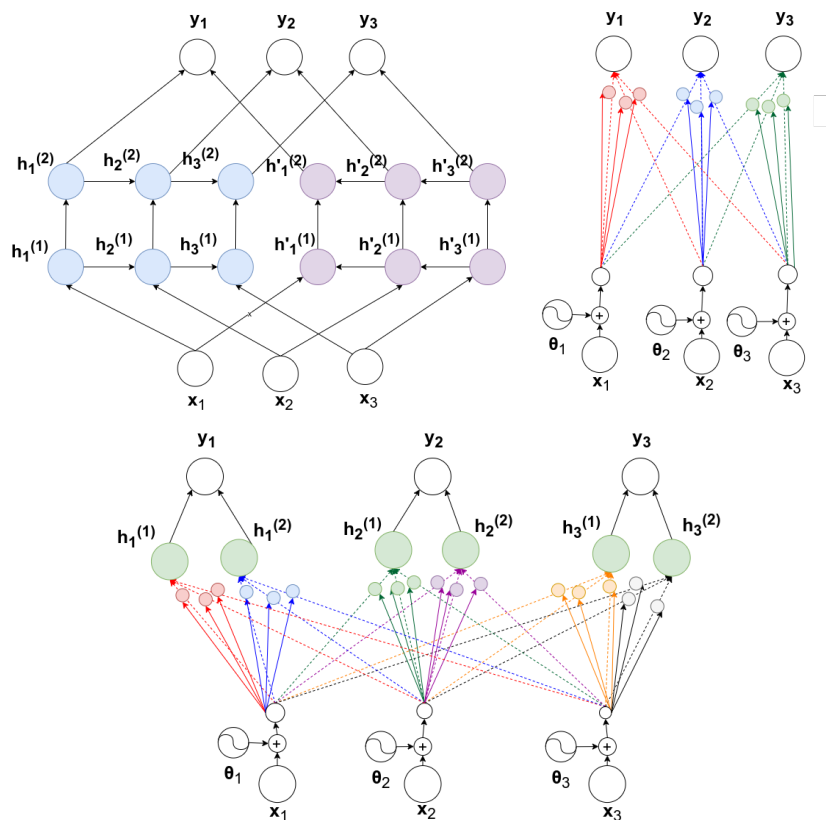 y₁ y₂ y₃
h₁⁽²⁾ h₂⁽²⁾ h₃⁽²⁾ h'₁⁽²⁾ h'₂⁽²⁾ h'₃⁽²⁾
h₁⁽¹⁾ h₂⁽¹⁾ h₃⁽¹⁾ h'₁⁽¹⁾ h'₂⁽¹⁾ h'₃⁽¹⁾
x
x₁ x₂ x₃
y₁ y₂ y₃
+ + +
θ₁ θ₂ θ₃
x₁ x₂ x₃
y₁ y₂ y₃
h₁⁽¹⁾ h₁⁽²⁾ h₂⁽¹⁾ h₂⁽²⁾ h₃⁽¹⁾ h₃⁽²⁾
+ + +
θ₁ θ₂ θ₃
x₁ x₂ x₃